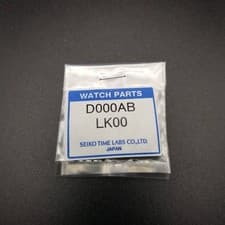 WATCH PARTS
D000AB
LK00
SEIKO TIME LABS CO.,LTD.
JAPAN